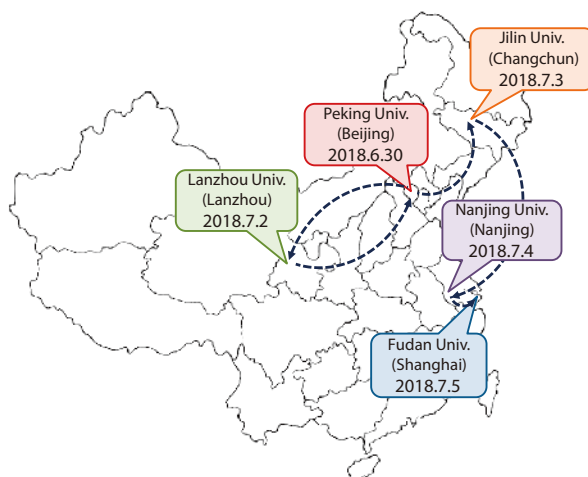 Jilin Univ.
(Changchun)
2018.7.3
Peking Univ.
(Beijing)
2018.6.30
Lanzhou Univ.
(Lanzhou)
2018.7.2
Nanjing Univ.
(Nanjing)
2018.7.4
Fudan Univ.
(Shanghai)
2018.7.5